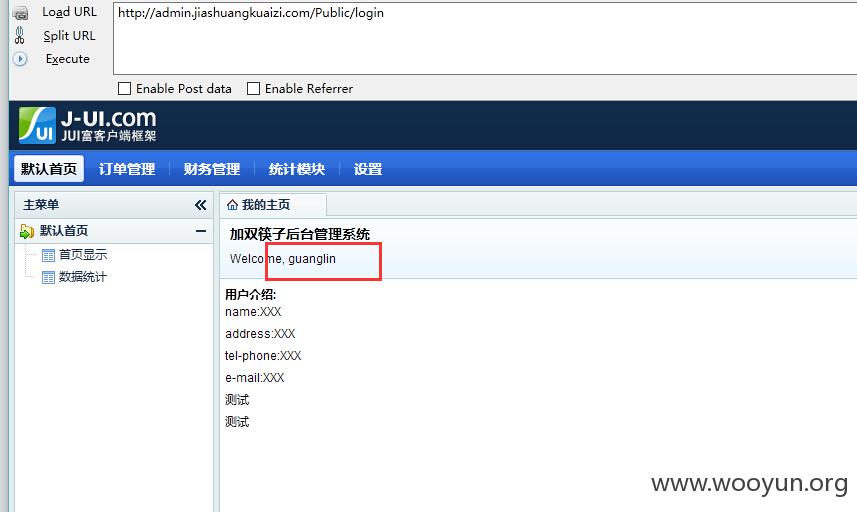 Load URL
http://admin.jiashuangkuaizi.com/Public/login
Split URL
Execute
Enable Post data Enable Referrer
J-UI.com
JUI富客户端框架
默认首页 订单管理 财务管理 统计模块 设置
主菜单
默认首页
首页显示
数据统计
我的主页
加双筷子后台管理系统
Welcome, guanglin
用户介绍:
name:XXX
address:XXX
tel-phone:XXX
e-mail:XXX
测试
测试
www.wooyun.org